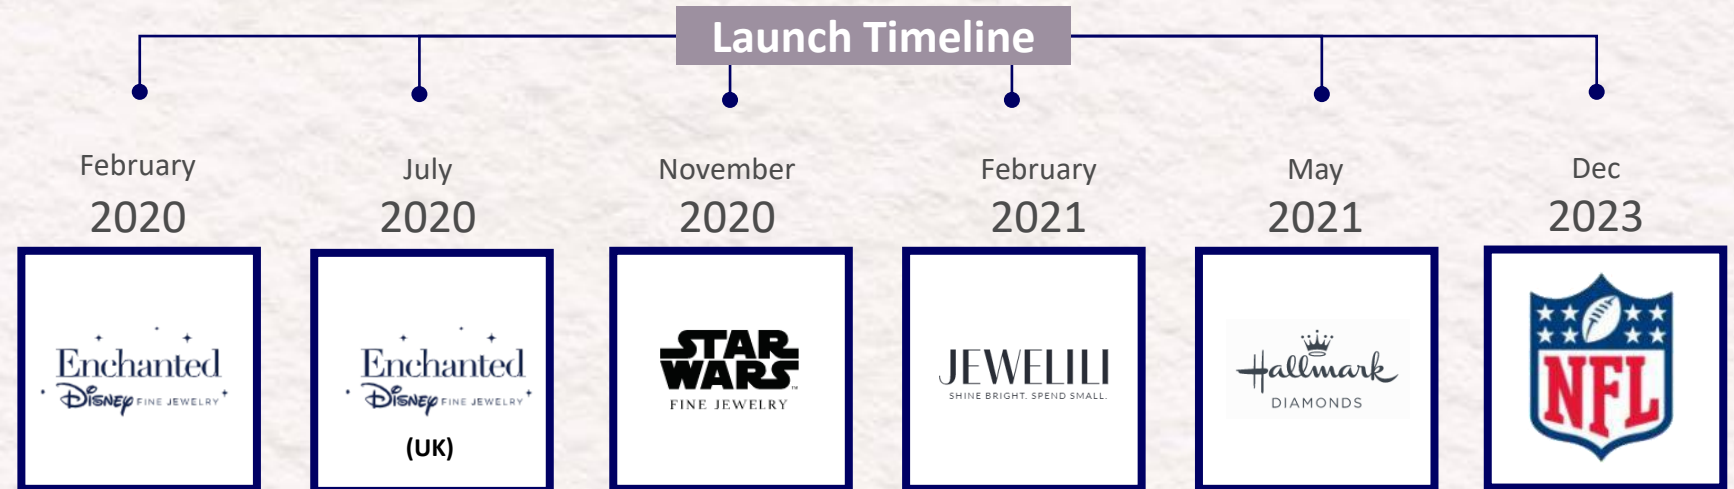 Launch Timeline
February
2020
Enchanted
Disney FINE JEWELRY
July
2020
Enchanted
Disney FINE JEWELRY
(UK)
November
2020
STAR
WARS
FINE JEWELRY
February
2021
JEWELILI
SHINE BRIGHT. SPEND SMALL.
May
2021
Hallmark
DIAMONDS
Dec
2023
NFL